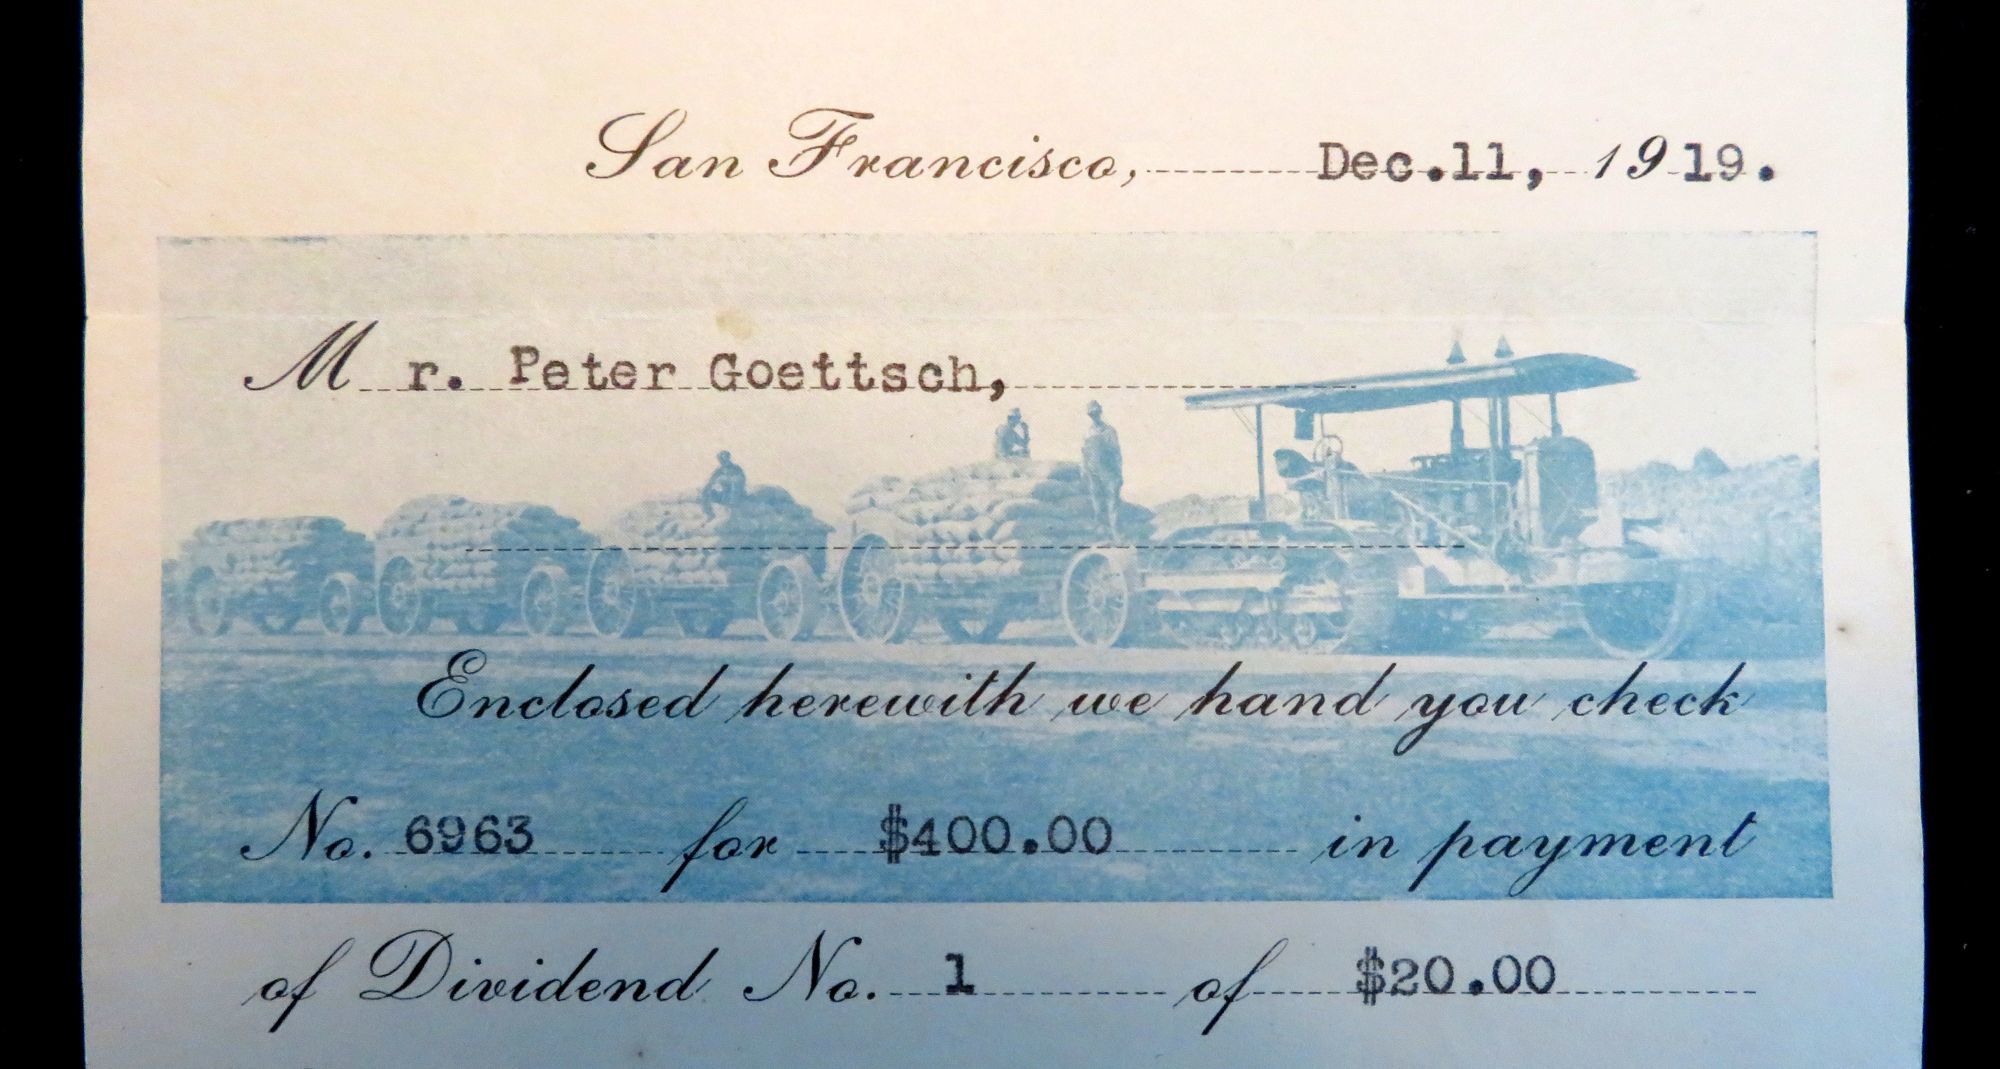 San Francisco, Dec.11, 1919.
Mr. Peter Goettsch,
Enclosed herewith we hand you check
No. 6963 for $400.00 in payment
of Dividend No. 1 of $20.00